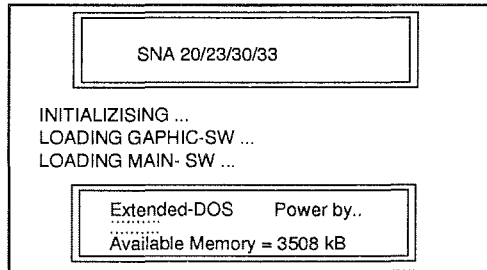 SNA 20/23/30/33
INITIALIZISING ...
LOADING GAPHIC-SW ...
LOADING MAIN- SW ...
Extended-DOS Power by..
..........
..........
Available Memory = 3508 kB